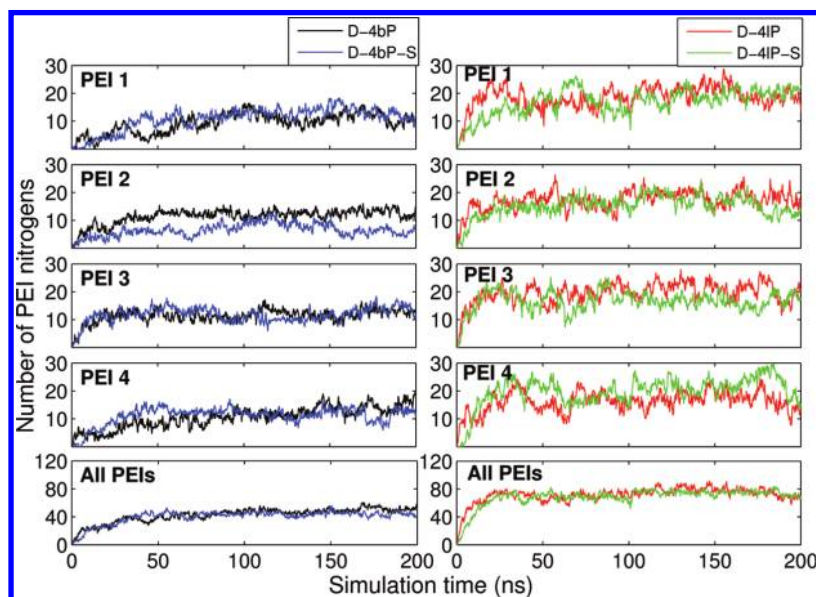 D-4bP
D-4bP-S
D-4lP
D-4lP-S
Number of PEI nitrogens
PEI 1
30
20
10
PEI 1
30
20
10
PEI 2
30
20
10
PEI 2
30
20
10
PEI 3
30
20
10
PEI 3
30
20
10
PEI 4
30
20
10
PEI 4
30
20
10
All PEIs
120
80
40
0
All PEIs
120
80
40
0
0 50 100 150 200
0 50 100 150 200
Simulation time (ns)